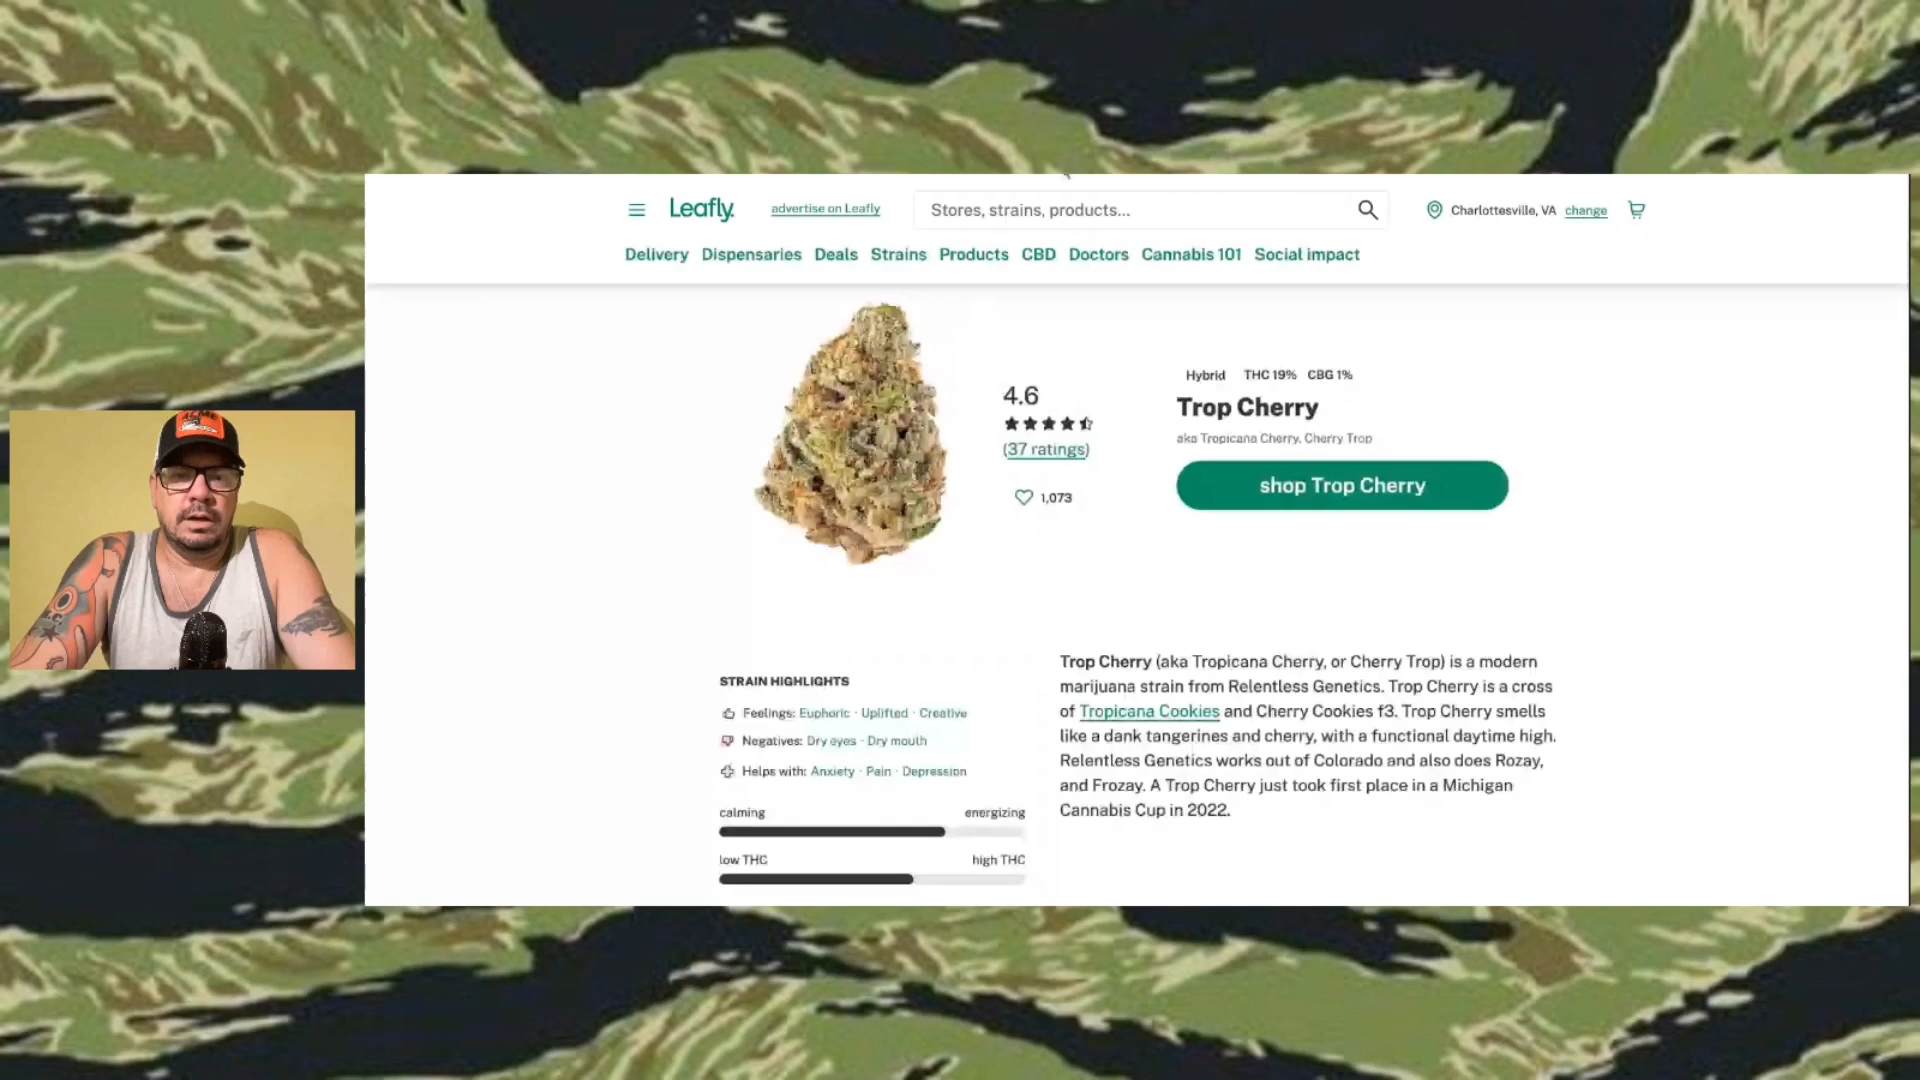 Leafly.
advertise on Leafly
Stores, strains, products...
Charlottesville, VA change
Delivery Dispensaries Deals Strains Products CBD Doctors Cannabis 101 Social impact
ACME
4.6
(37 ratings)
1,073
Hybrid THC 19% CBG 1%
Trop Cherry
aka Tropicana Cherry, Cherry Trop
shop Trop Cherry
STRAIN HIGHLIGHTS
Feelings: Euphoric · Uplifted · Creative
Negatives: Dry eyes · Dry mouth
Helps with: Anxiety · Pain · Depression
calming energizing
low THC high THC
Trop Cherry (aka Tropicana Cherry, or Cherry Trop) is a modern
marijuana strain from Relentless Genetics. Trop Cherry is a cross
of Tropicana Cookies and Cherry Cookies f3. Trop Cherry smells
like a dank tangerines and cherry, with a functional daytime high.
Relentless Genetics works out of Colorado and also does Rozay,
and Frozay. A Trop Cherry just took first place in a Michigan
Cannabis Cup in 2022.